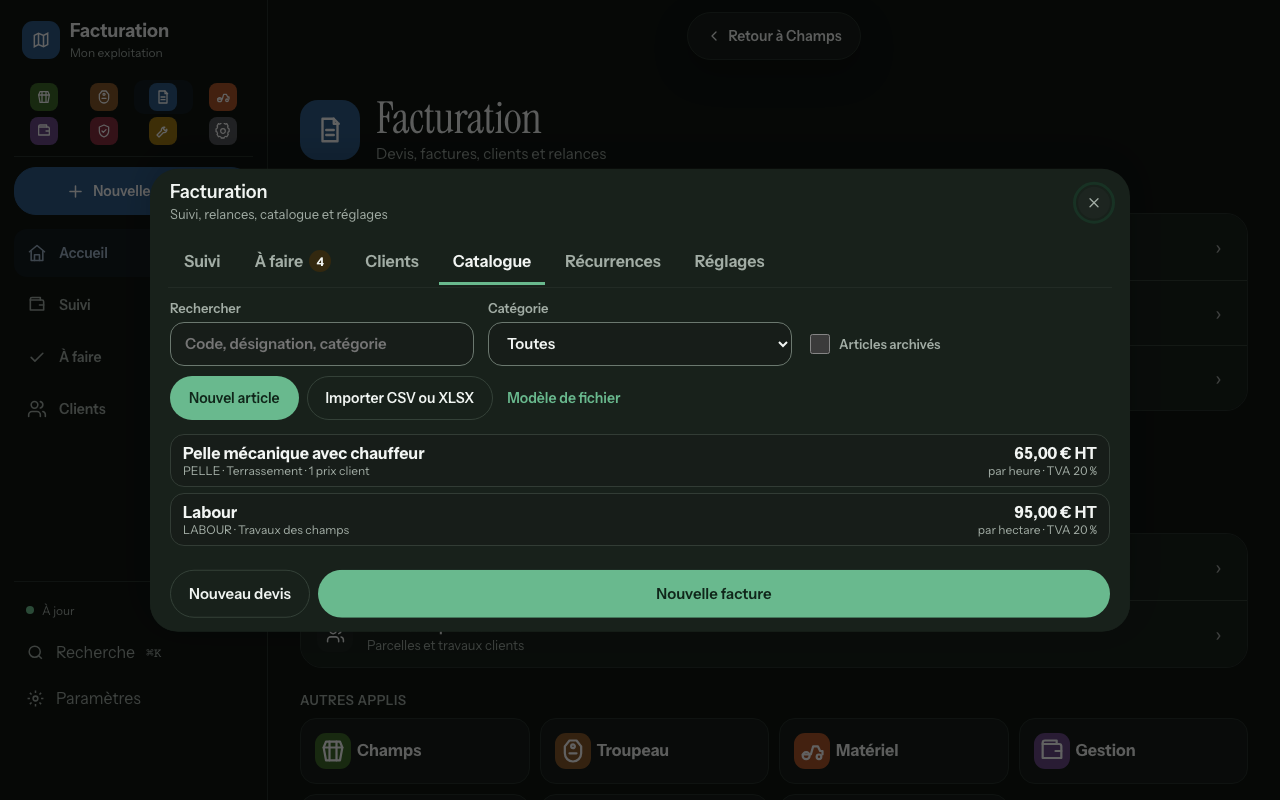 Facturation
Mon exploitation
Retour à Champs
Facturation
Devis, factures, clients et relances
Nouvelle
Accueil
Suivi
À faire
Clients
Facturation
Suivi, relances, catalogue et réglages
Suivi
À faire 4
Clients
Catalogue
Récurrences
Réglages
Rechercher
Catégorie
Code, désignation, catégorie
Toutes
Articles archivés
Nouvel article
Importer CSV ou XLSX
Modèle de fichier
Pelle mécanique avec chauffeur
65,00 € HT
PELLE · Terrassement · 1 prix client
par heure · TVA 20 %
Labour
95,00 € HT
LABOUR · Travaux des champs
par hectare · TVA 20 %
Nouveau devis
Nouvelle facture
À jour
Recherche ⌘K
Paramètres
Parcelles et travaux clients
AUTRES APPLIS
Champs
Troupeau
Matériel
Gestion